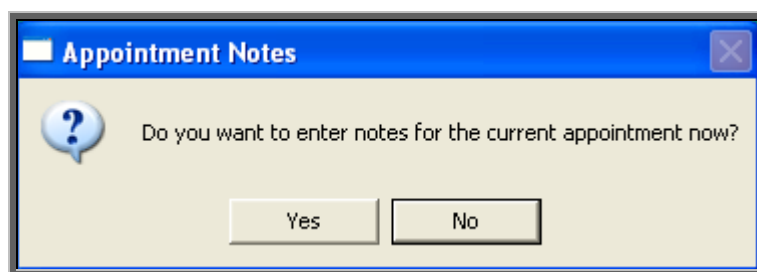 Appointment Notes
Do you want to enter notes for the current appointment now?
Yes No